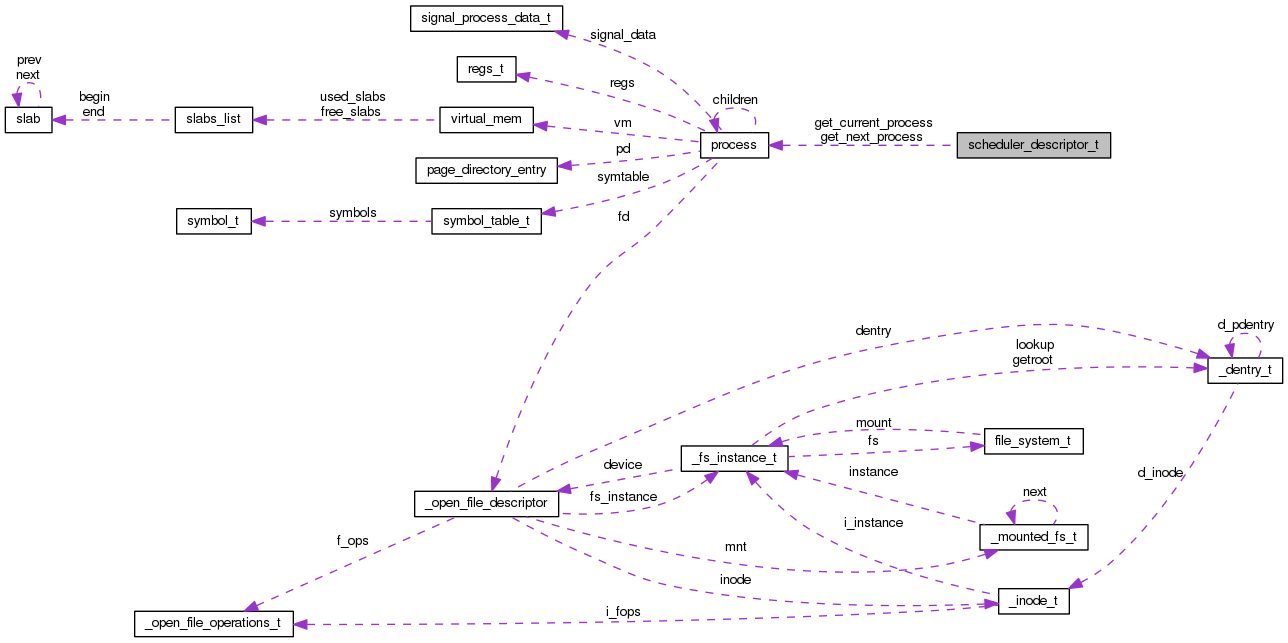 signal_process_data_t
signal_data
prev
next
regs_t
regs
children
begin
end
used_slabs
free_slabs
slab
slabs_list
virtual_mem
vm
process
get_current_process
get_next_process
scheduler_descriptor_t
pd
page_directory_entry
symtable
symbol_t
symbols
symbol_table_t
fd
dentry
d_pdentry
lookup
getroot
_dentry_t
mount
fs
file_system_t
_fs_instance_t
device
instance
d_inode
_open_file_descriptor
fs_instance
next
i_instance
_mounted_fs_t
f_ops
mnt
inode
_inode_t
i_fops
_open_file_operations_t